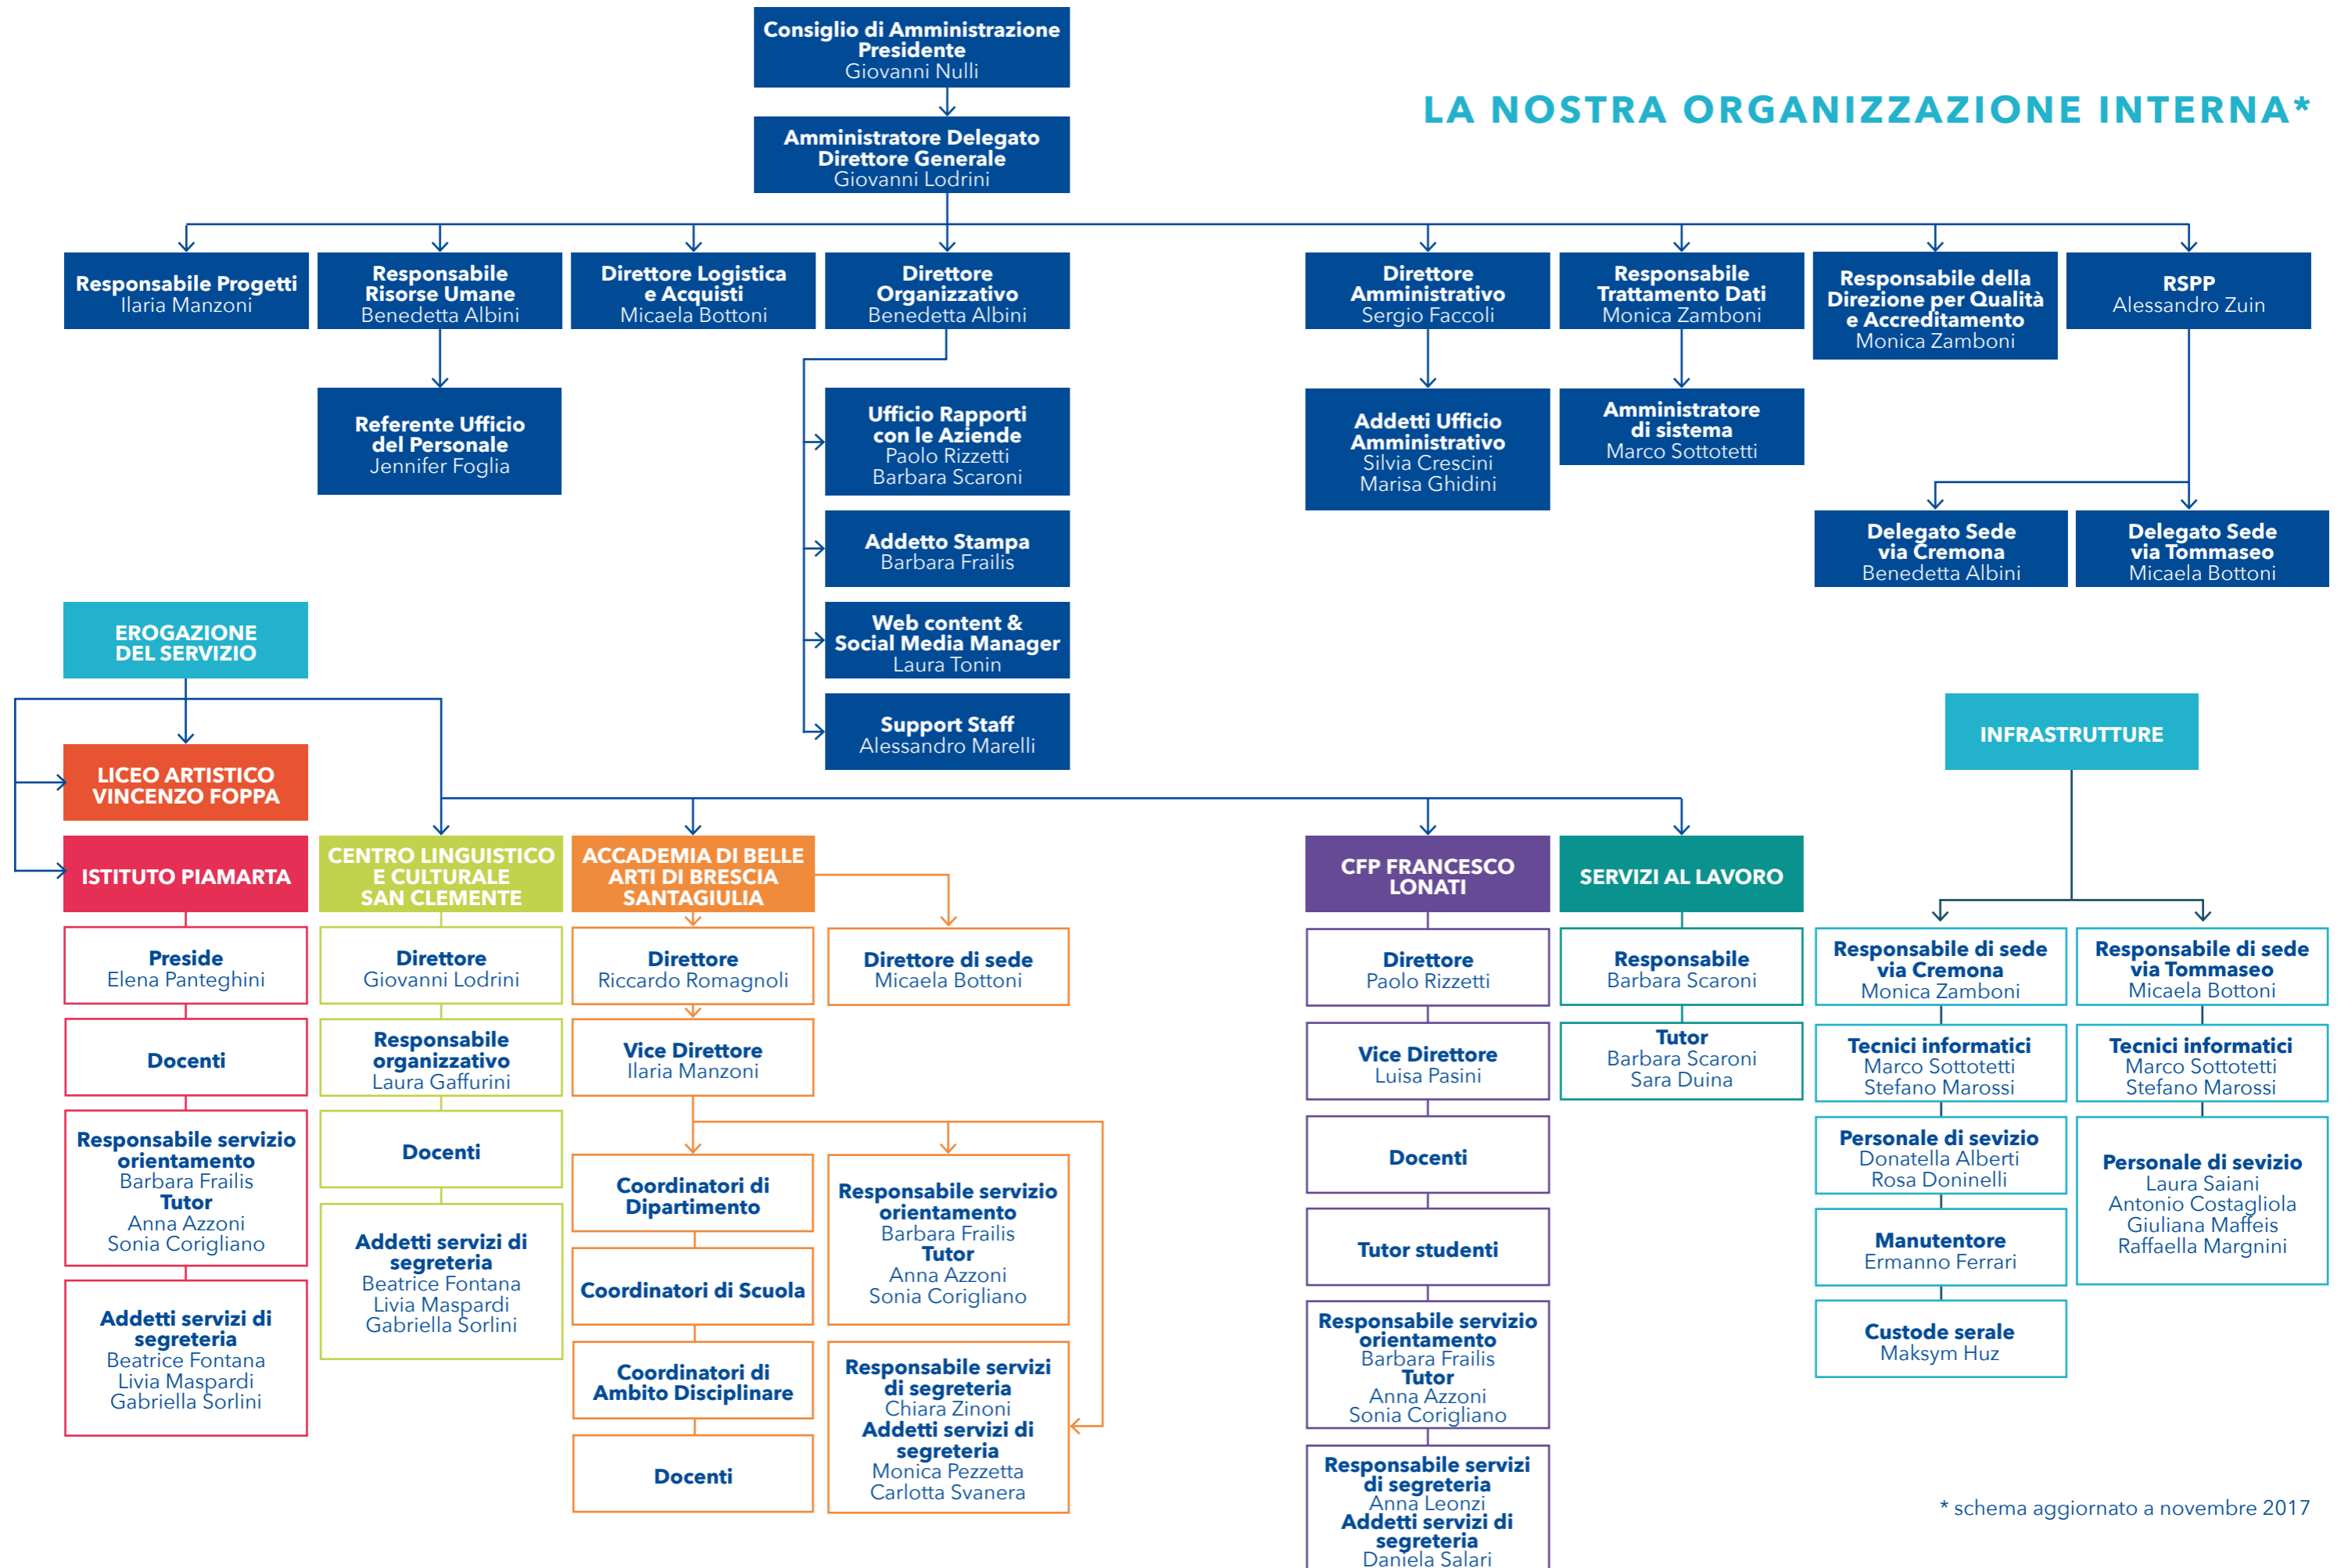 Consiglio di Amministrazione
Presidente
Giovanni Nulli
LA NOSTRA ORGANIZZAZIONE INTERNA*
Amministratore Delegato
Direttore Generale
Giovanni Lodrini
Responsabile Progetti
Ilaria Manzoni
Responsabile
Risorse Umane
Benedetta Albini
Direttore Logistica
e Acquisti
Micaela Bottoni
Direttore
Organizzativo
Benedetta Albini
Direttore
Amministrativo
Sergio Faccoli
Responsabile
Trattamento Dati
Monica Zamboni
Responsabile della
Direzione per Qualità
e Accreditamento
Monica Zamboni
RSPP
Alessandro Zuin
Referente Ufficio
del Personale
Jennifer Foglia
Ufficio Rapporti
con le Aziende
Paolo Rizzetti
Barbara Scaroni
Addetti Ufficio
Amministrativo
Silvia Crescini
Marisa Ghidini
Amministratore
di sistema
Marco Sottotetti
Addetto Stampa
Barbara Frailis
Delegato Sede
via Cremona
Benedetta Albini
Delegato Sede
via Tommaseo
Micaela Bottoni
Web content &
Social Media Manager
Laura Tonin
Support Staff
Alessandro Marelli
EROGAZIONE
DEL SERVIZIO
INFRASTRUTTURE
LICEO ARTISTICO
VINCENZO FOPPA
ISTITUTO PIAMARTA
CENTRO LINGUISTICO
E CULTURALE
SAN CLEMENTE
ACCADEMIA DI BELLE
ARTI DI BRESCIA
SANTAGIULIA
CFP FRANCESCO
LONATI
SERVIZI AL LAVORO
Preside
Elena Panteghini
Docenti
Responsabile servizio
orientamento
Barbara Frailis
Tutor
Anna Azzoni
Sonia Corigliano
Addetti servizi di
segreteria
Beatrice Fontana
Livia Maspardi
Gabriella Sorlini
Direttore
Giovanni Lodrini
Responsabile
organizzativo
Laura Gaffurini
Docenti
Addetti servizi di
segreteria
Beatrice Fontana
Livia Maspardi
Gabriella Sorlini
Direttore
Riccardo Romagnoli
Vice Direttore
Ilaria Manzoni
Coordinatori di
Dipartimento
Coordinatori di Scuola
Coordinatori di
Ambito Disciplinare
Docenti
Direttore di sede
Micaela Bottoni
Responsabile servizio
orientamento
Barbara Frailis
Tutor
Anna Azzoni
Sonia Corigliano
Responsabile servizi
di segreteria
Chiara Zinoni
Addetti servizi di
segreteria
Monica Pezzetta
Carlotta Svanera
Direttore
Paolo Rizzetti
Vice Direttore
Luisa Pasini
Docenti
Tutor studenti
Responsabile servizio
orientamento
Barbara Frailis
Tutor
Anna Azzoni
Sonia Corigliano
Responsabile servizi
di segreteria
Anna Leonzi
Addetti servizi di
segreteria
Daniela Salari
Responsabile
Barbara Scaroni
Tutor
Barbara Scaroni
Sara Duina
Responsabile di sede
via Cremona
Monica Zamboni
Tecnici informatici
Marco Sottotetti
Stefano Marossi
Personale di sevizio
Donatella Alberti
Rosa Doninelli
Manutentore
Ermanno Ferrari
Custode serale
Maksym Huz
Responsabile di sede
via Tommaseo
Micaela Bottoni
Tecnici informatici
Marco Sottotetti
Stefano Marossi
Personale di sevizio
Laura Saiani
Antonio Costagliola
Giuliana Maffeis
Raffaella Margnini
* schema aggiornato a novembre 2017